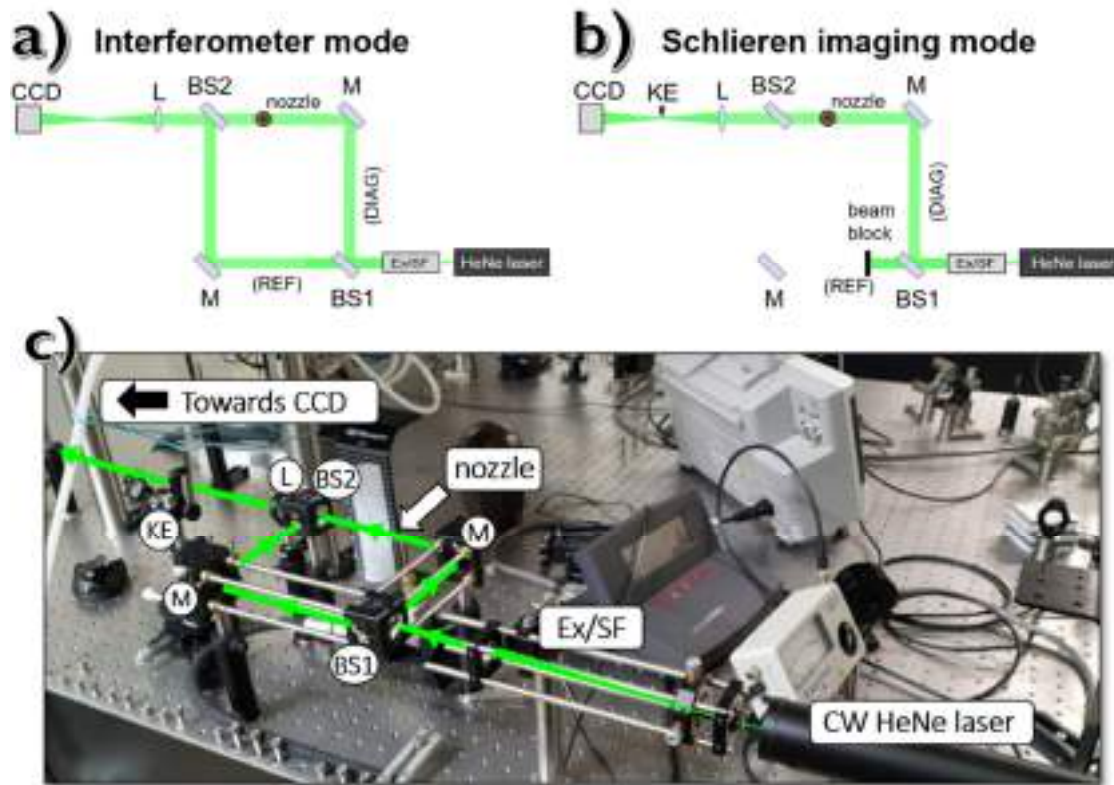 a) Interferometer mode
CCD
L
BS2
nozzle
M
(DIAG)
Ex/SF
HeNe laser
M
(REF)
BS1
b) Schlieren imaging mode
CCD
KE
L
BS2
nozzle
M
(DIAG)
beam
block
Ex/SF
HeNe laser
M
(REF)
BS1
c)
Towards CCD
L
BS2
nozzle
KE
M
M
Ex/SF
BS1
CW HeNe laser